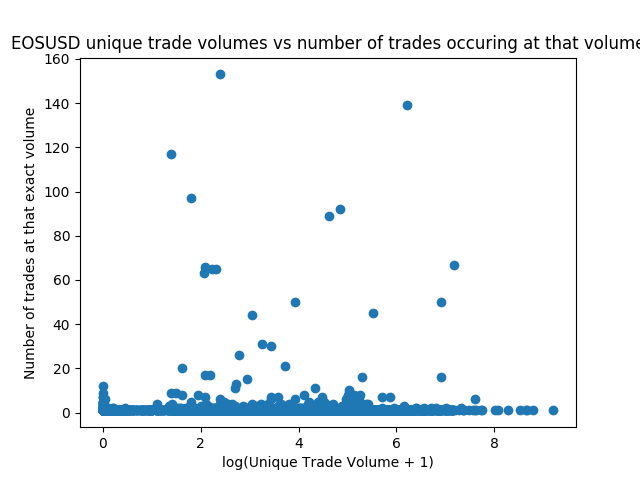 EOSUSD unique trade volumes vs number of trades occuring at that volume
160
140
120
100
80
60
40
20
0
Number of trades at that exact volume
0 2 4 6 8
log(Unique Trade Volume + 1)